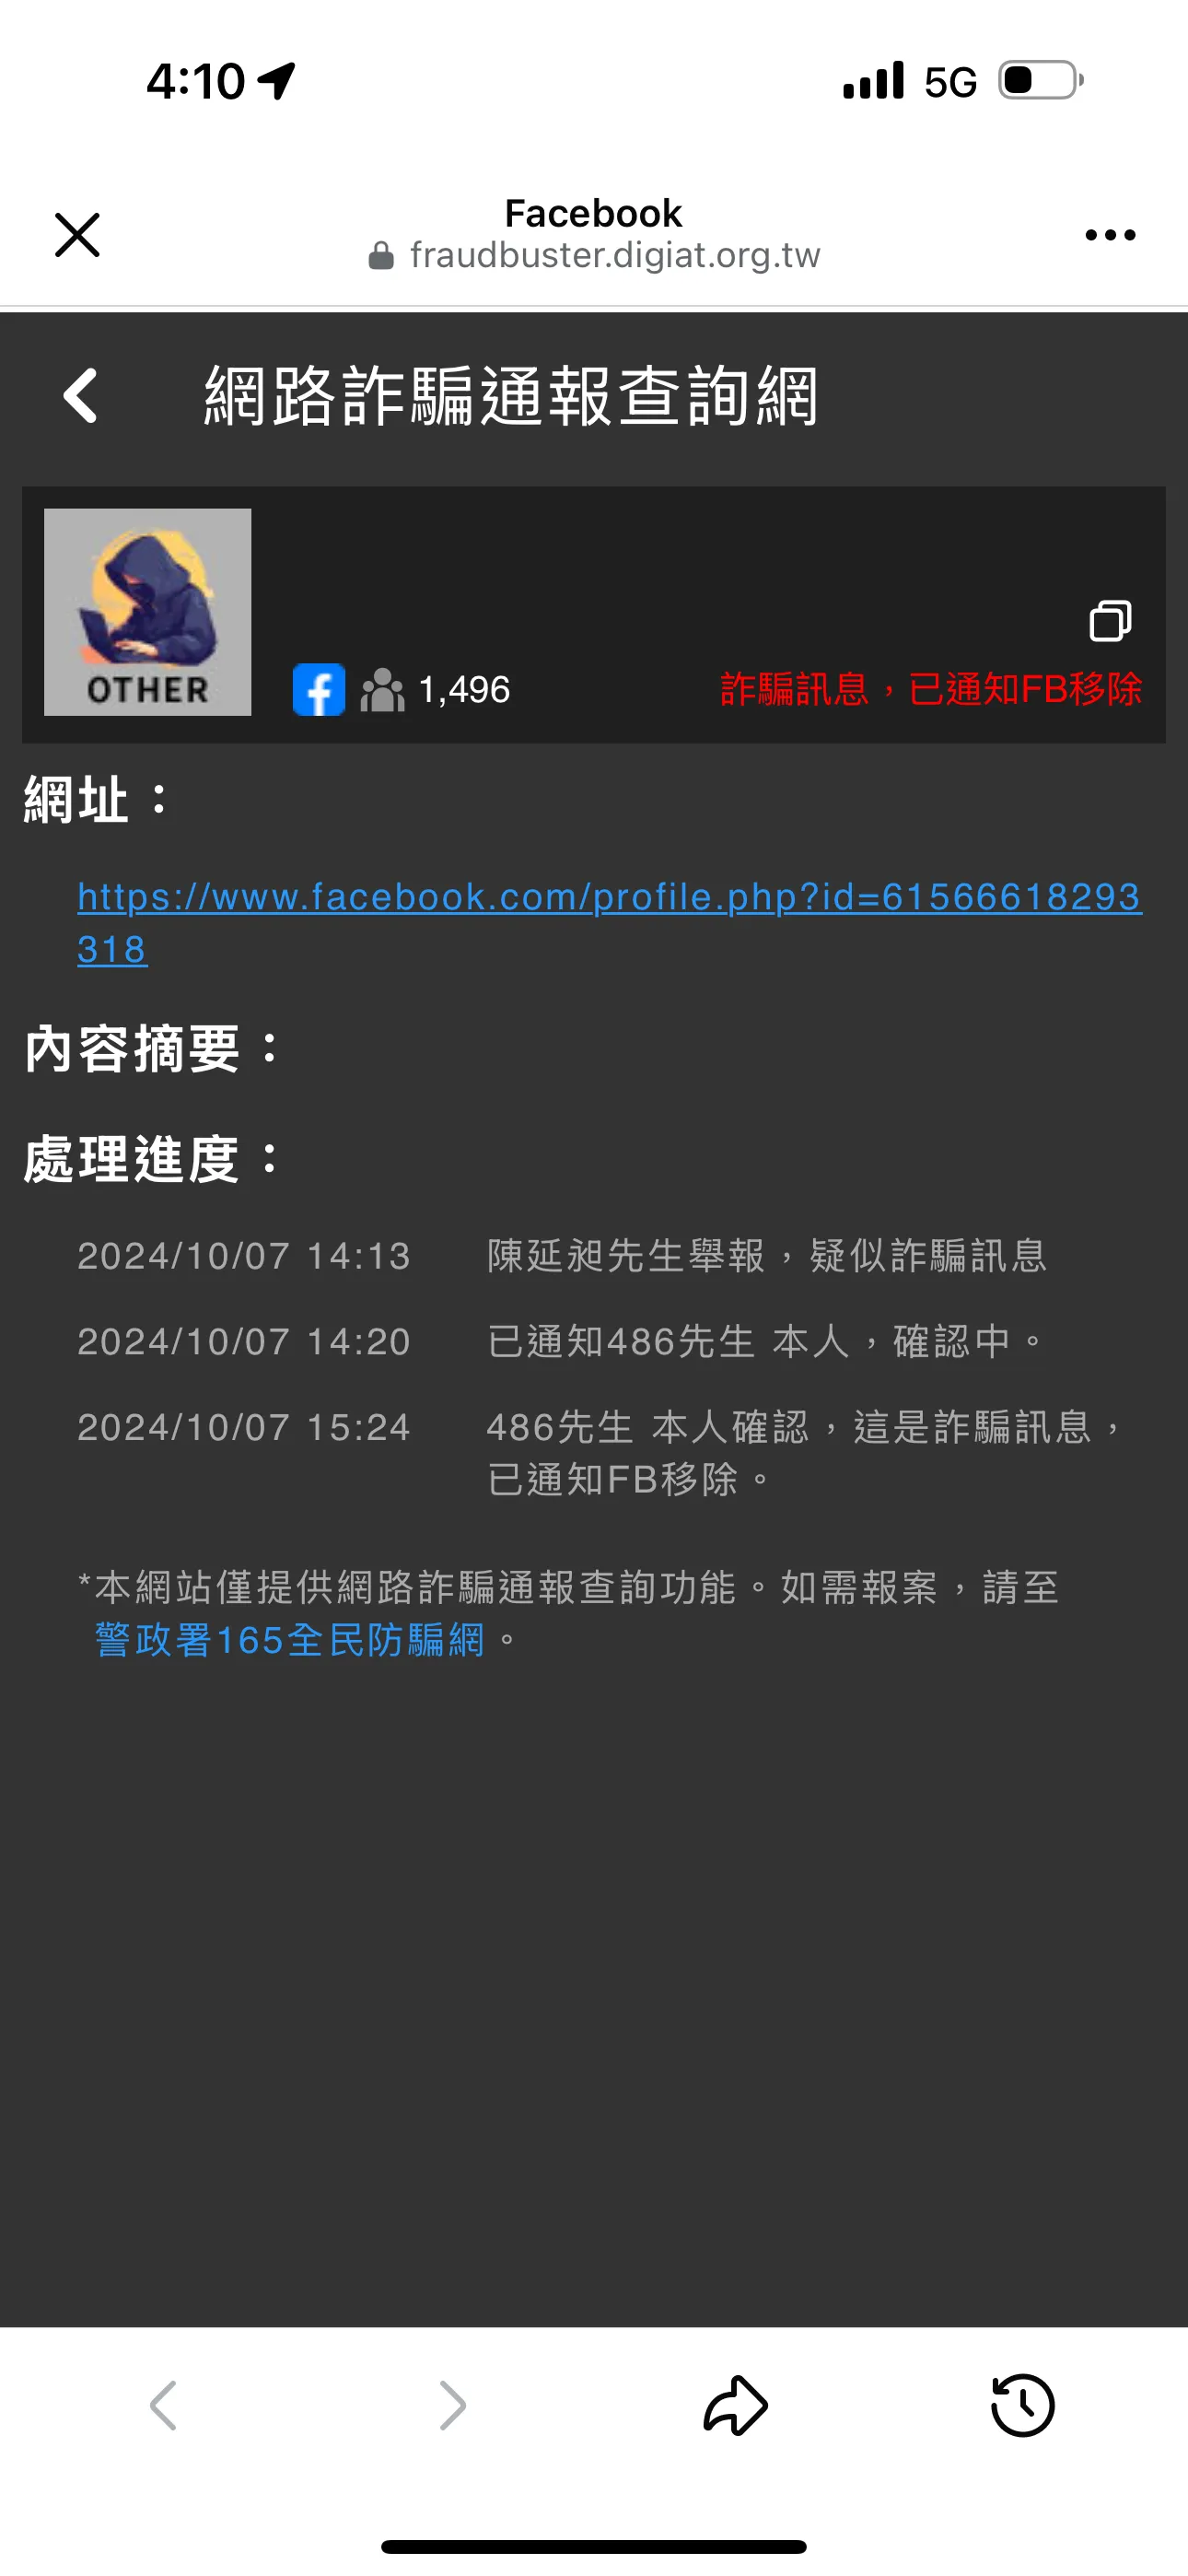 4:10
5G
Facebook
fraudbuster.digiat.org.tw
網路詐騙通報查詢網
OTHER
1,496
詐騙訊息，已通知FB移除
網址：
https://www.facebook.com/profile.php?id=61566618293
318
內容摘要：
處理進度：
2024/10/07 14:13 陳延昶先生舉報，疑似詐騙訊息
2024/10/07 14:20 已通知486先生 本人，確認中。
2024/10/07 15:24 486先生 本人確認，這是詐騙訊息，
已通知FB移除。
*本網站僅提供網路詐騙通報查詢功能。如需報案，請至
警政署165全民防騙網。